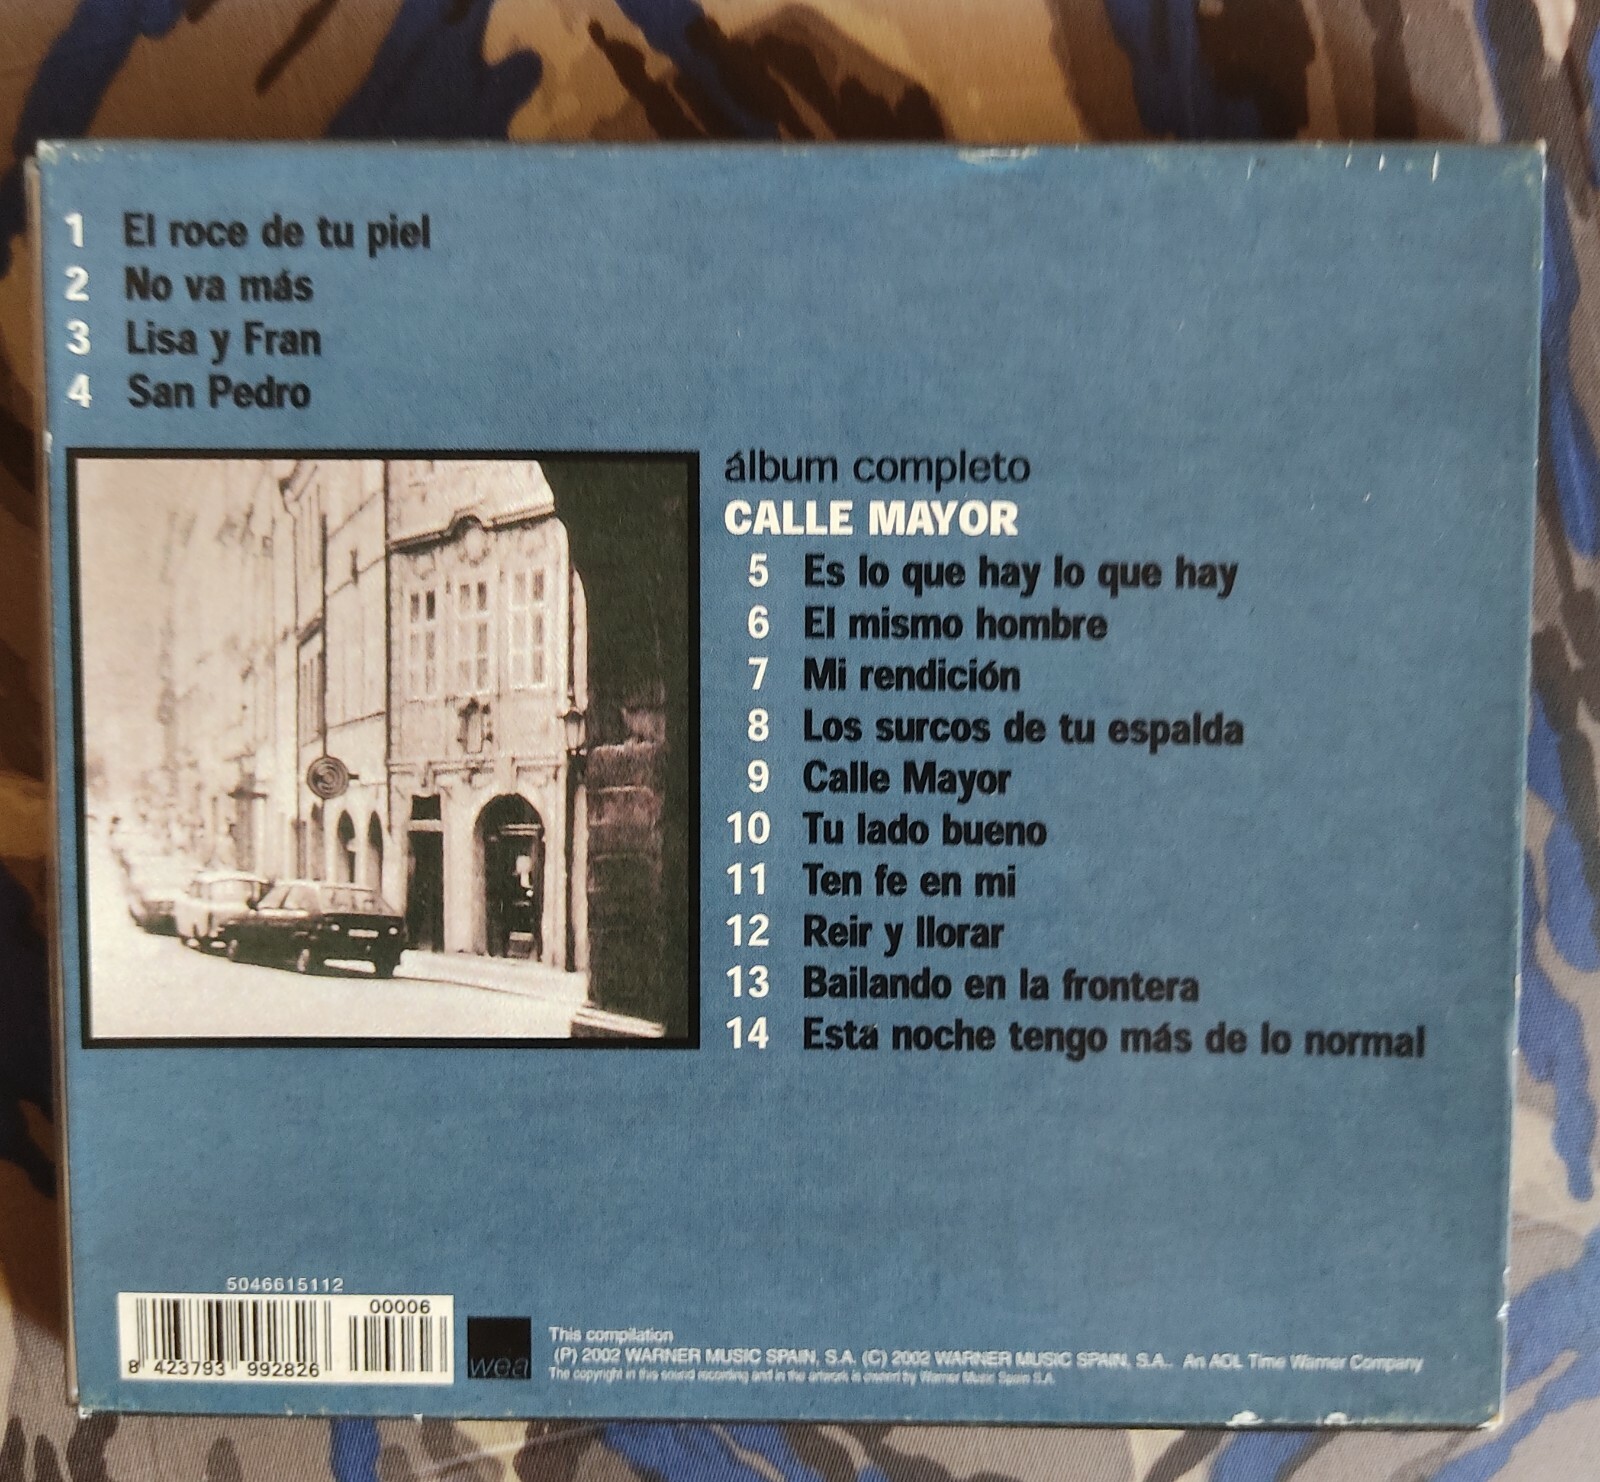 1 El roce de tu piel
2 No va más
3 Lisa y Fran
4 San Pedro
álbum completo
CALLE MAYOR
5 Es lo que hay lo que hay
6 El mismo hombre
7 Mi rendición
8 Los surcos de tu espalda
9 Calle Mayor
10 Tu lado bueno
11 Ten fe en mi
12 Reir y llorar
13 Bailando en la frontera
14 Esta noche tengo más de lo normal
5046615112
00006
8 423793 992826
wea
This compilation
(P) 2002 WARNER MUSIC SPAIN, S.A. (C) 2002 WARNER MUSIC SPAIN, S.A.. An AOL Time Warner Company
The copyright in this sound recording and in the artwork is owned by Warner Music Spain S.A.